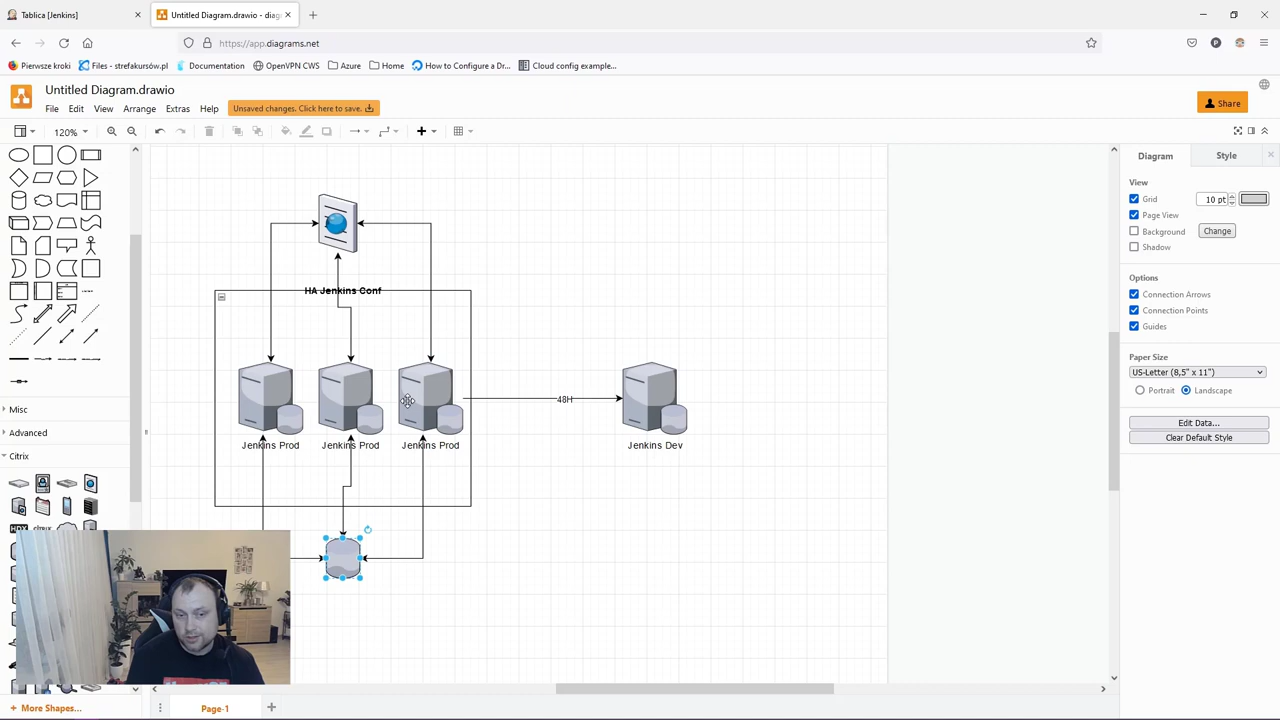 Tablica [Jenkins]
Untitled Diagram.drawio - diag
https://app.diagrams.net
Pierwsze kroki
Files - strefakursów.pl
Documentation
OpenVPN CWS
Azure
Home
How to Configure a Dr...
Cloud config example...
Untitled Diagram.drawio
File Edit View Arrange Extras Help
Unsaved changes. Click here to save.
Share
120%
Diagram
Style
View
Grid
10 pt
Page View
Background
Change
Shadow
Options
Connection Arrows
Connection Points
Guides
Paper Size
US-Letter (8,5" x 11")
Portrait
Landscape
Edit Data...
Clear Default Style
Misc
Advanced
Citrix
HDX
citrix
HA Jenkins Conf
48H
Jenkins Prod
Jenkins Prod
Jenkins Prod
Jenkins Dev
More Shapes...
Page-1